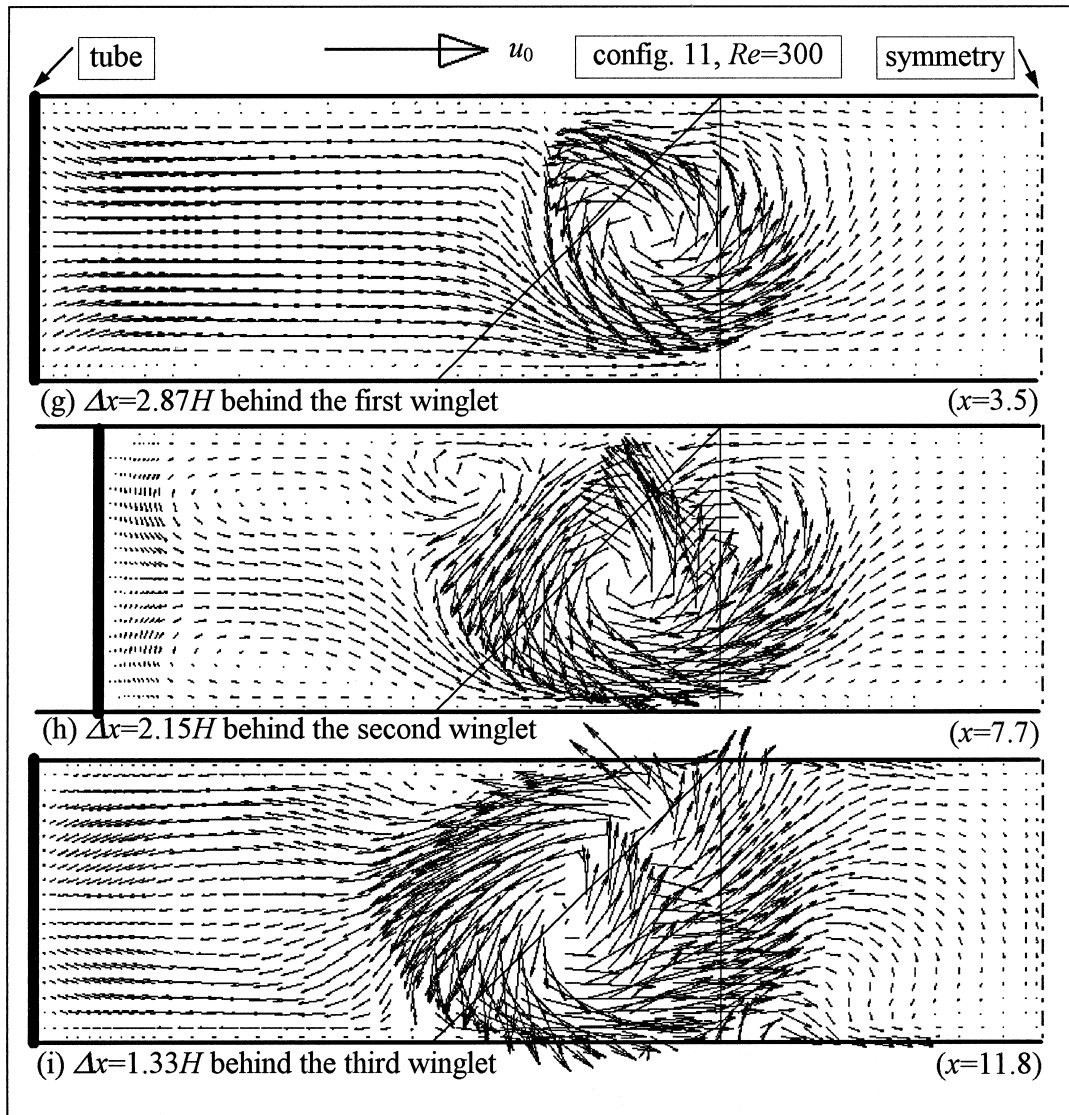 tube u0 config. 11, Re=300 symmetry
(g) Δx=2.87H behind the first winglet (x=3.5)
(h) Δx=2.15H behind the second winglet (x=7.7)
(i) Δx=1.33H behind the third winglet (x=11.8)